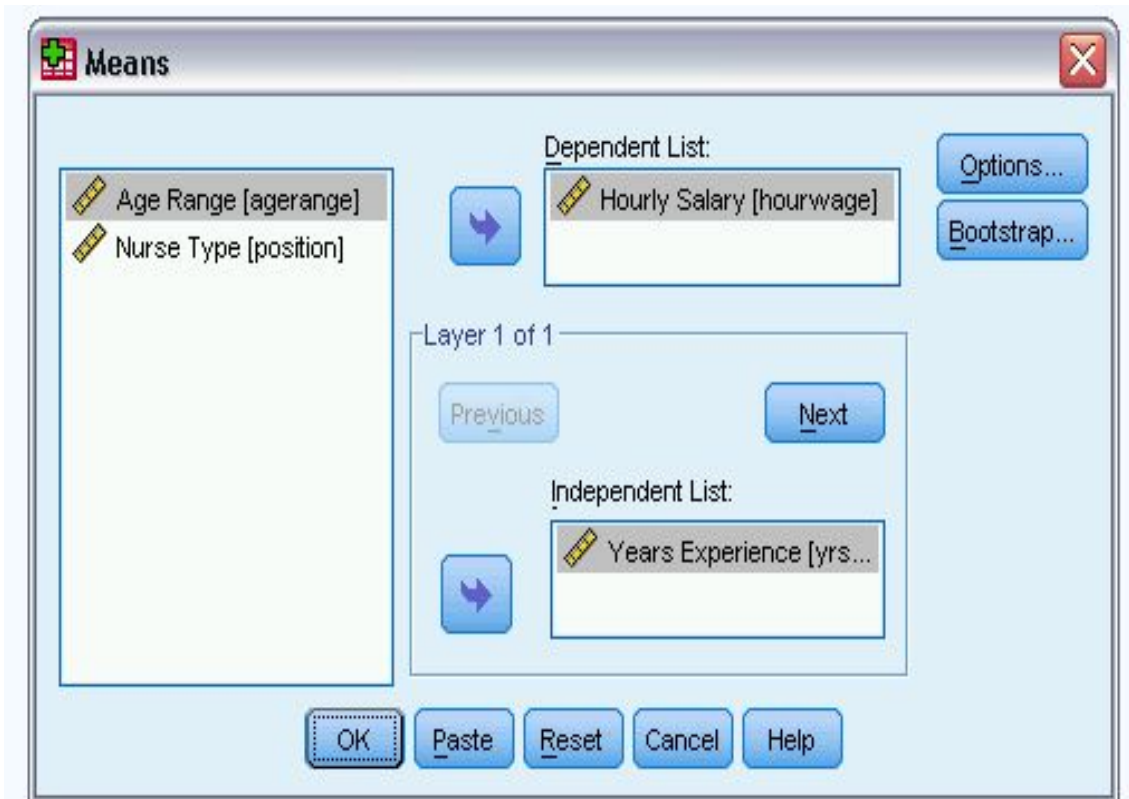 Means
Age Range [agerange]
Nurse Type [position]
Dependent List:
Hourly Salary [hourwage]
Options...
Bootstrap...
Layer 1 of 1
Previous
Next
Independent List:
Years Experience [yrs...
OK
Paste
Reset
Cancel
Help